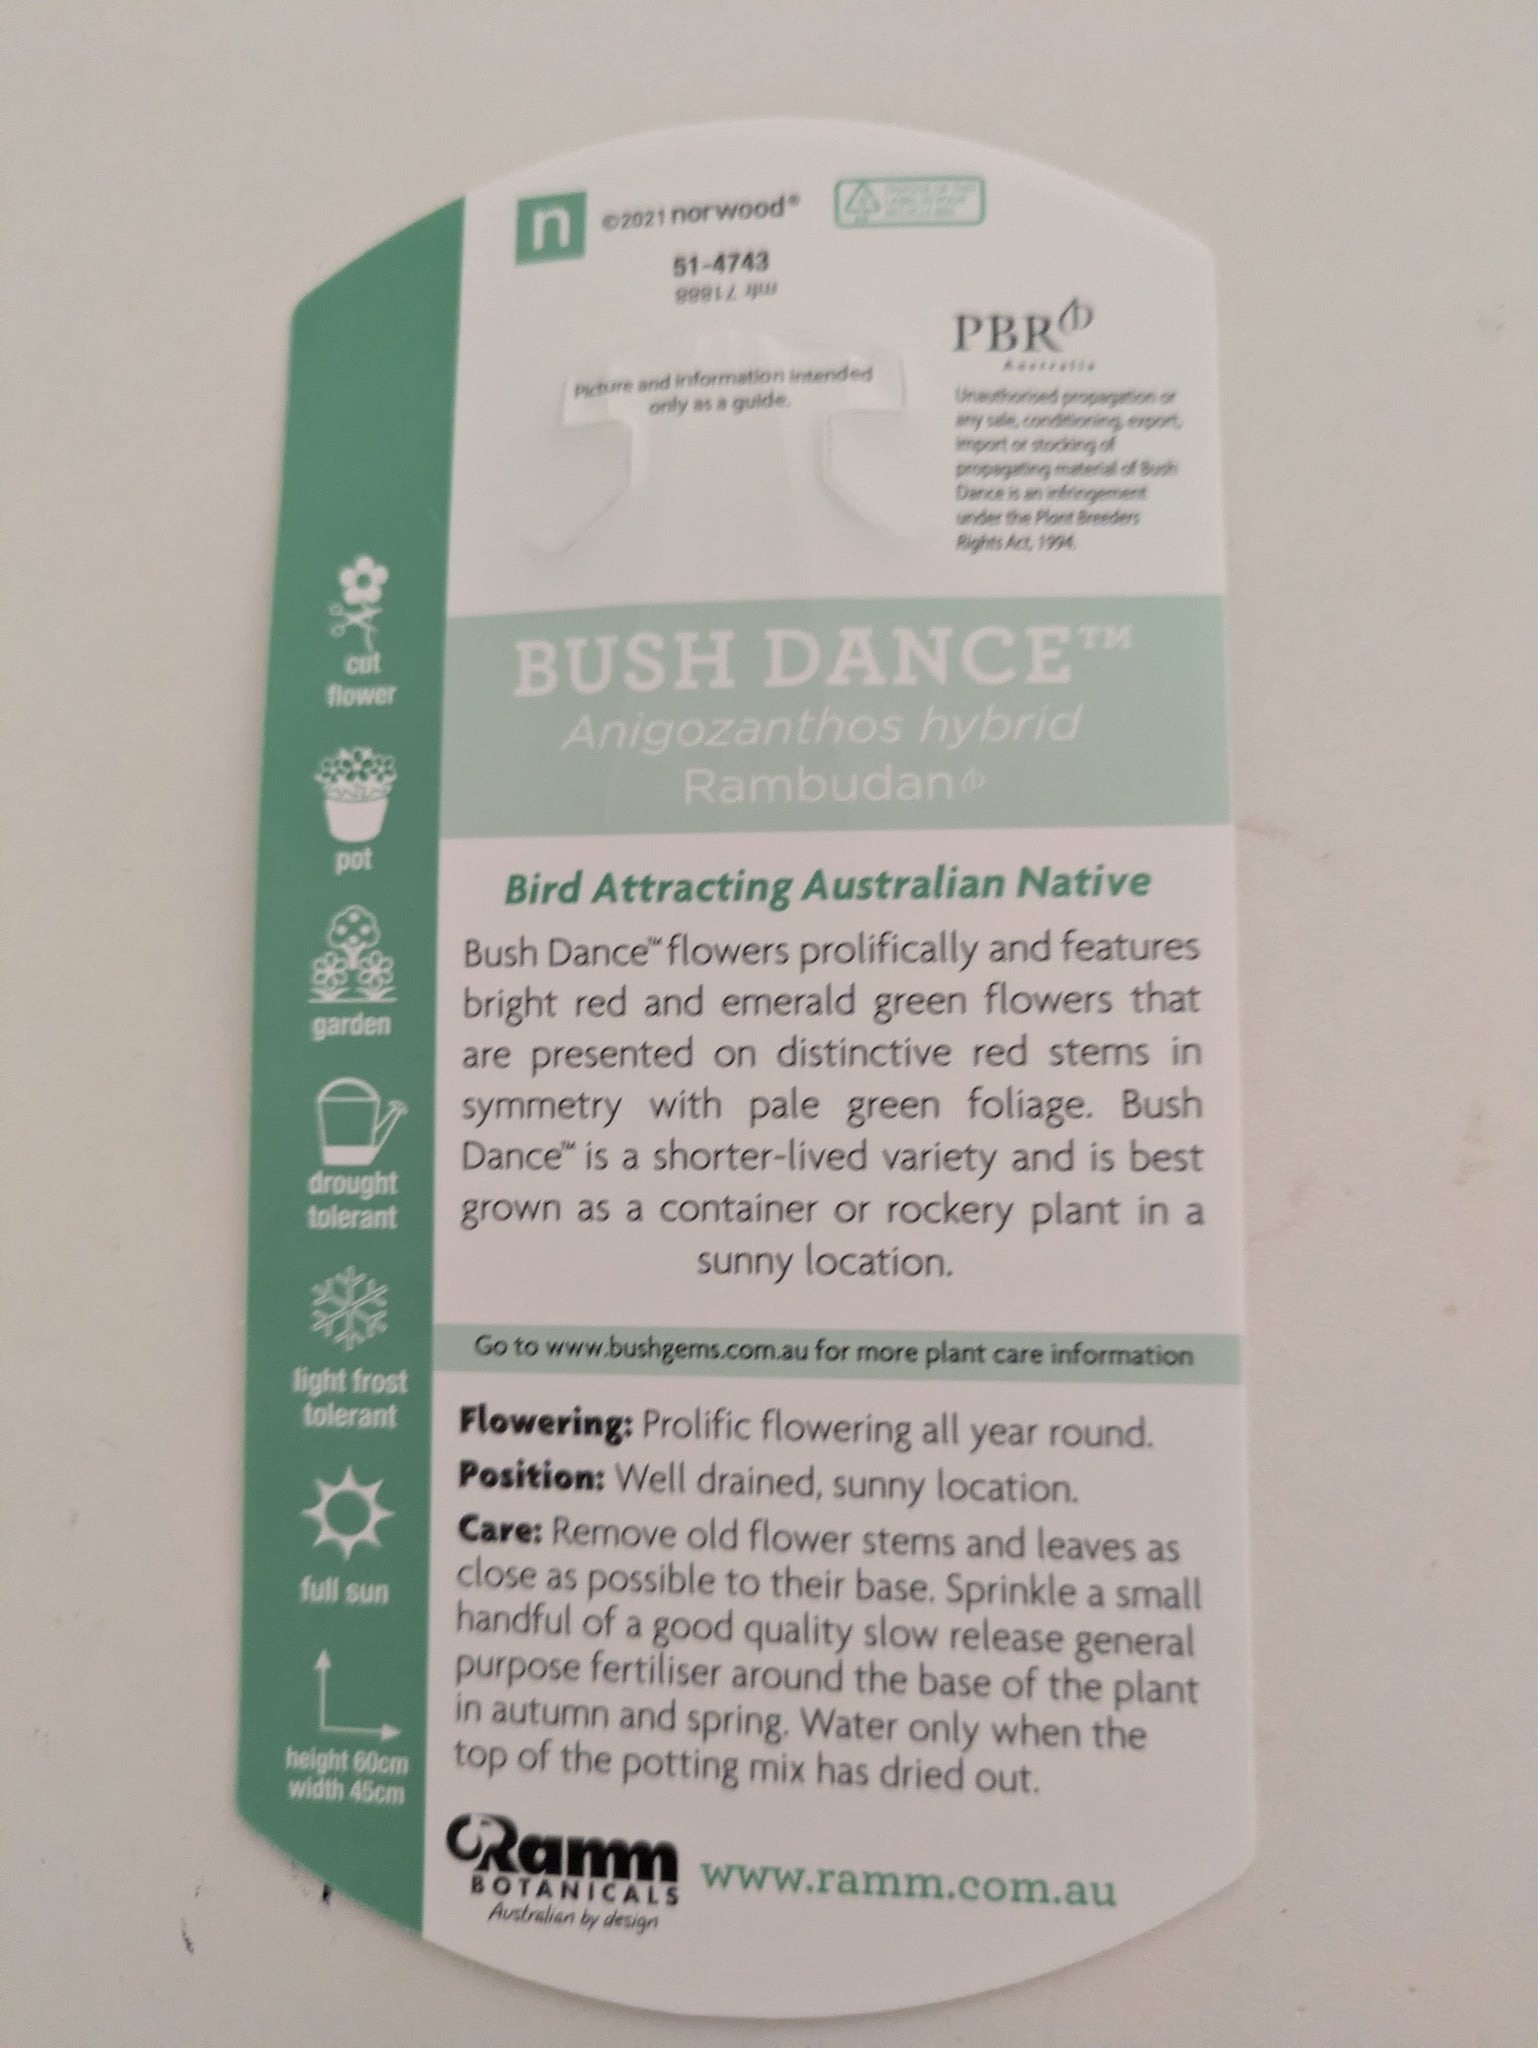 n ©2021 norwood®
51-4743
PBR
Australia
Picture and information intended
only as a guide.
Unauthorised propagation or
any sale, conditioning, export,
import or stocking of
propagating material of Bush
Dance is an infringement
under the Plant Breeders
Rights Act, 1994.
BUSH DANCE™
Anigozanthos hybrid
Rambudan
Bird Attracting Australian Native
Bush Dance™ flowers prolifically and features
bright red and emerald green flowers that
are presented on distinctive red stems in
symmetry with pale green foliage. Bush
Dance™ is a shorter-lived variety and is best
grown as a container or rockery plant in a
sunny location.
Go to www.bushgems.com.au for more plant care information
Flowering: Prolific flowering all year round.
Position: Well drained, sunny location.
Care: Remove old flower stems and leaves as
close as possible to their base. Sprinkle a small
handful of a good quality slow release general
purpose fertiliser around the base of the plant
in autumn and spring. Water only when the
top of the potting mix has dried out.
cut
flower
pot
garden
drought
tolerant
light frost
tolerant
full sun
height 60cm
width 45cm
Ramm
BOTANICALS
Australian by design
www.ramm.com.au